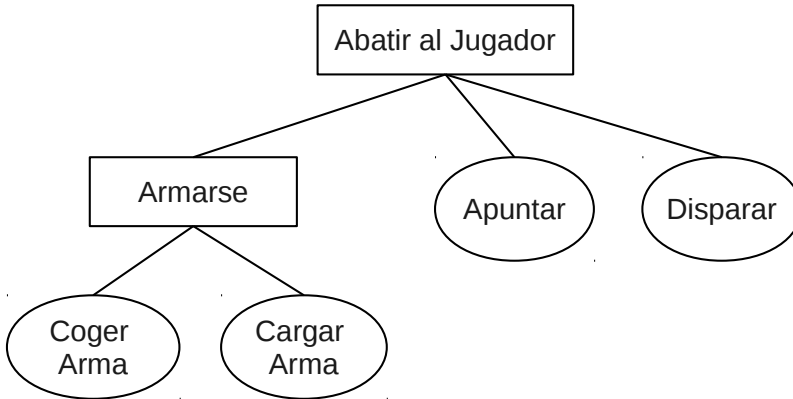 Abatir al Jugador
Armarse
Apuntar
Disparar
Coger
Arma
Cargar
Arma